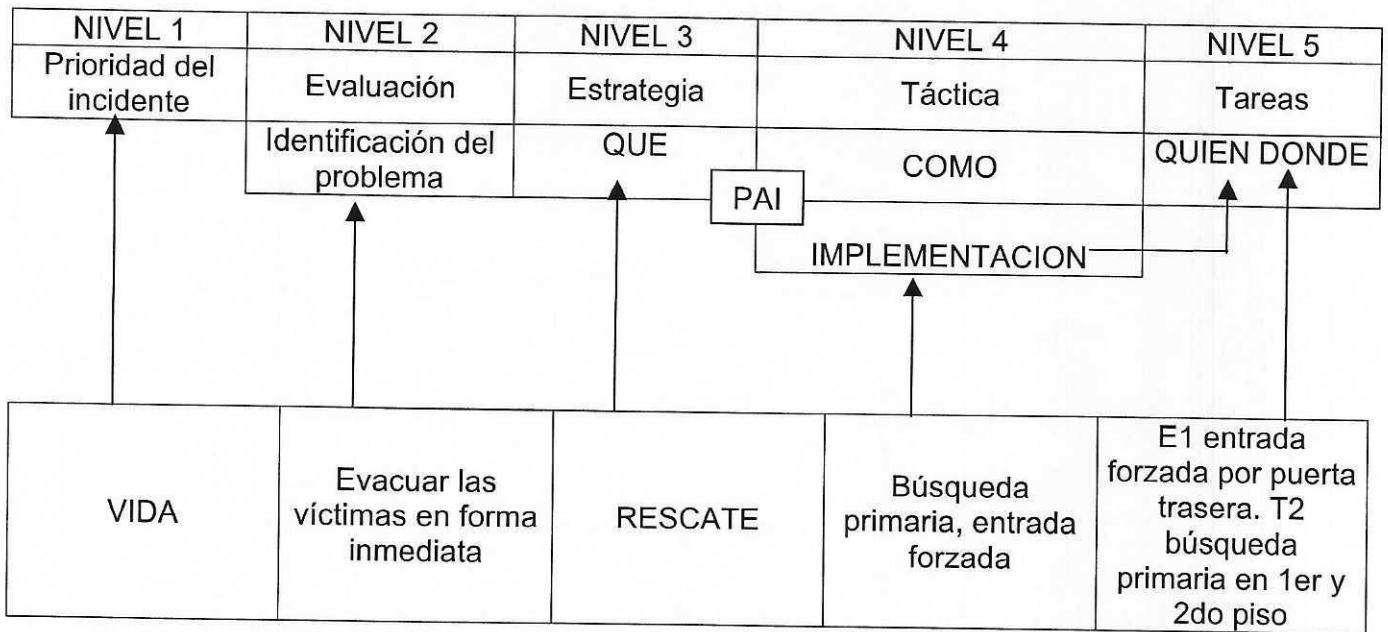 NIVEL 1
NIVEL 2
NIVEL 3
NIVEL 4
NIVEL 5
Prioridad del
incidente
Evaluación
Estrategia
Táctica
Tareas
Identificación del
problema
QUE
COMO
QUIEN DONDE
PAI
IMPLEMENTACION
VIDA
Evacuar las
víctimas en forma
inmediata
RESCATE
Búsqueda
primaria, entrada
forzada
E1 entrada
forzada por puerta
trasera. T2
búsqueda
primaria en 1er y
2do piso